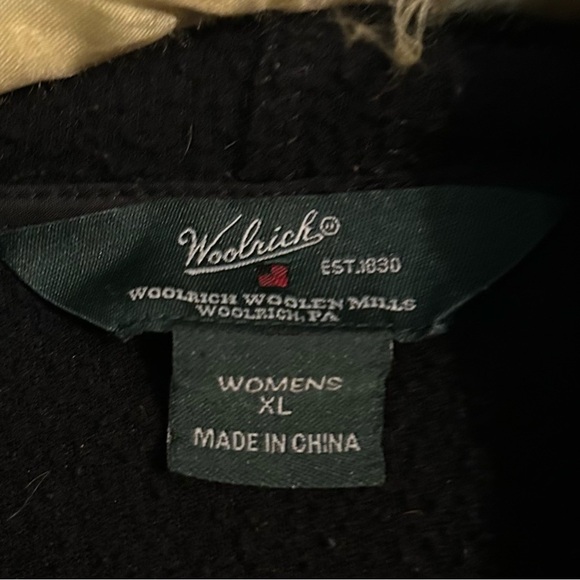 Woolrich®
EST.1830
WOOLRICH WOOLEN MILLS
WOOLRICH, PA
WOMENS
XL
MADE IN CHINA